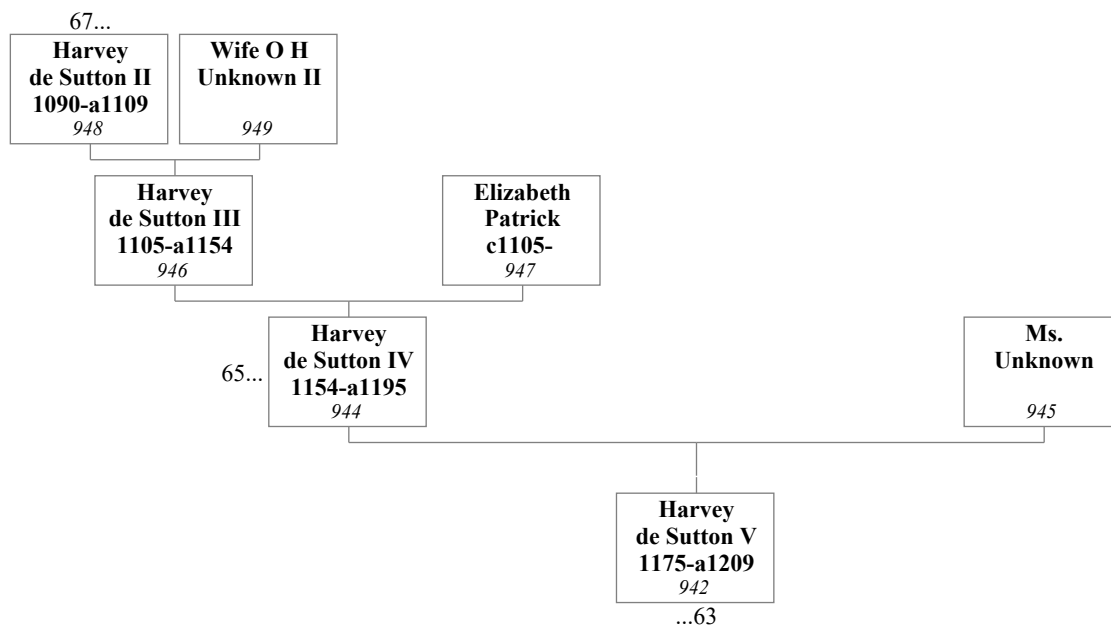 67...
Harvey
de Sutton II
1090-a1109
948
Wife O H
Unknown II
949
Harvey
de Sutton III
1105-a1154
946
Elizabeth
Patrick
c1105-
947
65...
Harvey
de Sutton IV
1154-a1195
944
Ms.
Unknown
945
Harvey
de Sutton V
1175-a1209
942
...63